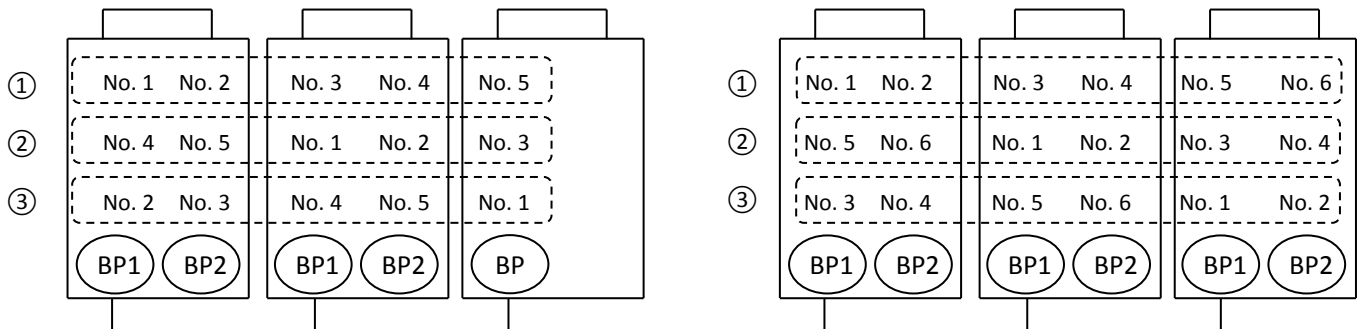 ① No. 1 No. 2 No. 3 No. 4 No. 5
② No. 4 No. 5 No. 1 No. 2 No. 3
③ No. 2 No. 3 No. 4 No. 5 No. 1
BP1 BP2 BP1 BP2 BP
① No. 1 No. 2 No. 3 No. 4 No. 5 No. 6
② No. 5 No. 6 No. 1 No. 2 No. 3 No. 4
③ No. 3 No. 4 No. 5 No. 6 No. 1 No. 2
BP1 BP2 BP1 BP2 BP1 BP2